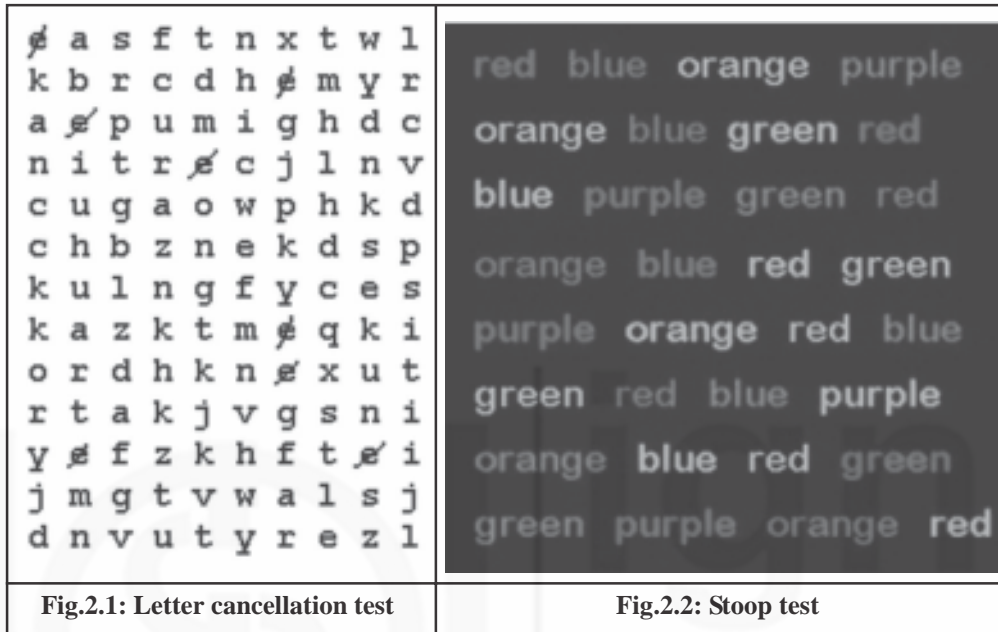 e a s f t n x t w l
k b r c d h e m y r
a e p u m i g h d c
n i t r e c j l n v
c u g a o w p h k d
c h b z n e k d s p
k u l n g f y c e s
k a z k t m e q k i
o r d h k n e x u t
r t a k j v g s n i
y e f z k h f t e i
j m g t v w a l s j
d n v u t y r e z l
Fig.2.1: Letter cancellation test
red blue orange purple
orange blue green red
blue purple green red
orange blue red green
purple orange red blue
green red blue purple
orange blue red green
green purple orange red
Fig.2.2: Stoop test